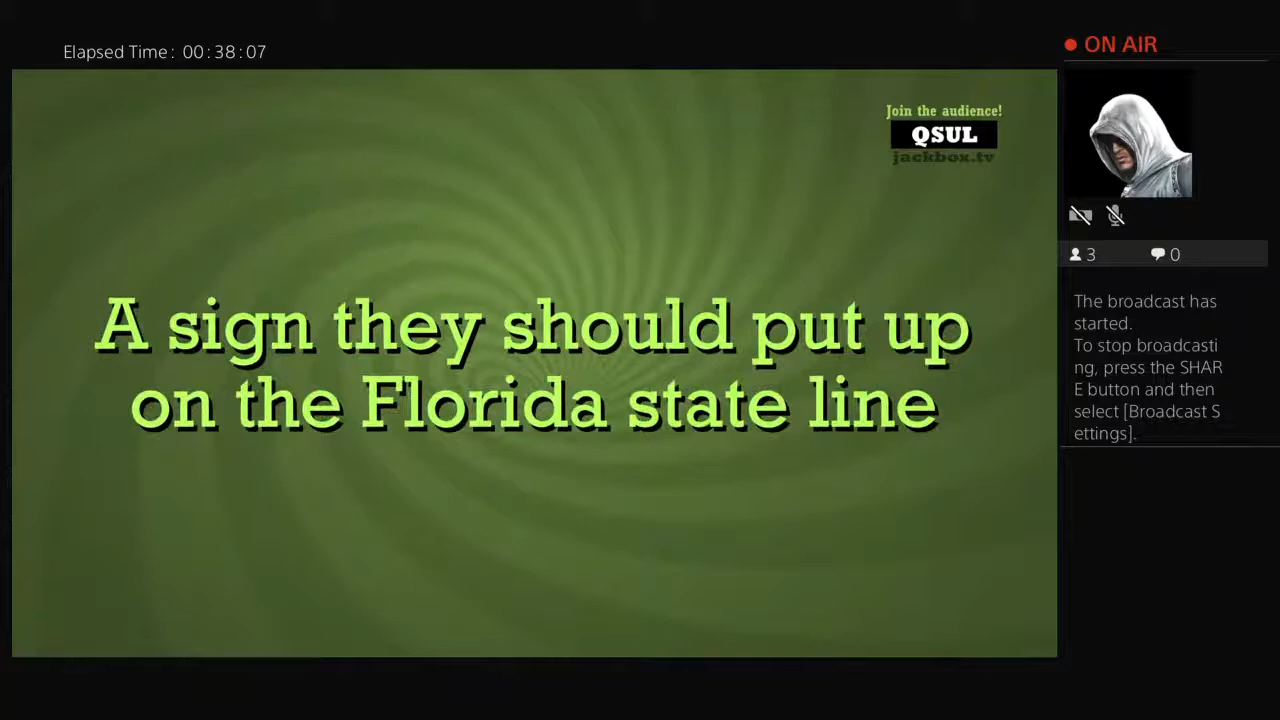 Elapsed Time: 00:38:07
ON AIR
Join the audience!
QSUL
jackbox.tv
A sign they should put up
on the Florida state line
3
0
The broadcast has
started.
To stop broadcasti
ng, press the SHAR
E button and then
select [Broadcast S
ettings].